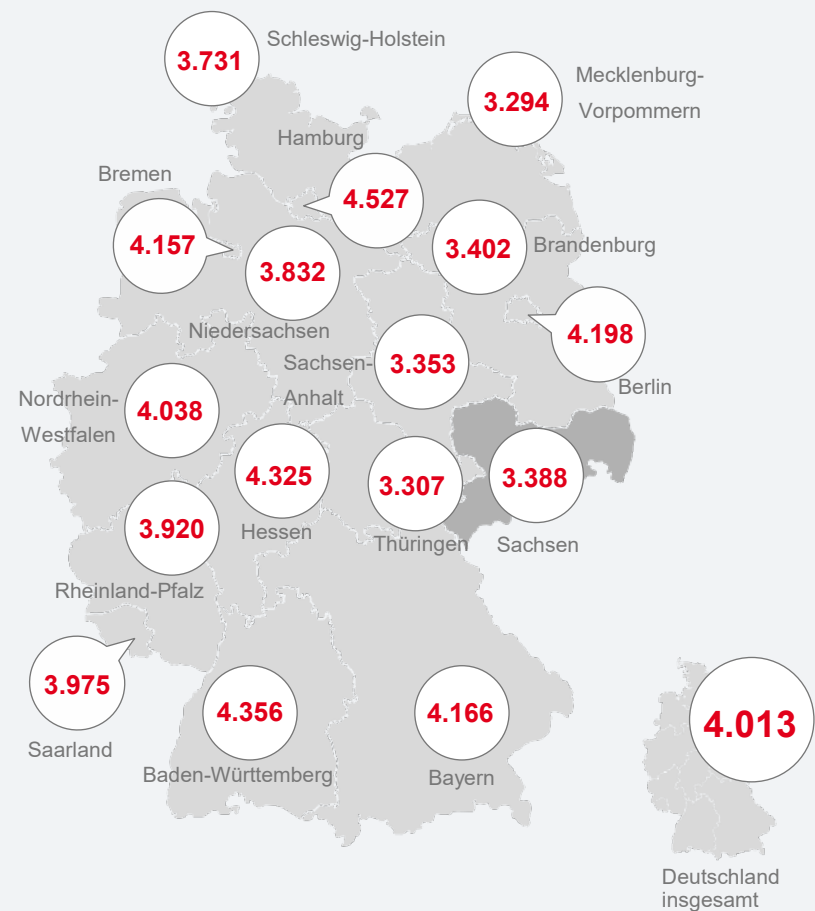 3.731
Schleswig-Holstein
3.294
Mecklenburg-
Vorpommern
Hamburg
4.527
Bremen
4.157
3.832
Niedersachsen
3.402
Brandenburg
4.198
Berlin
Sachsen-
Anhalt
3.353
Nordrhein-
Westfalen
4.038
4.325
Hessen
3.307
Thüringen
3.388
Sachsen
3.920
Rheinland-Pfalz
3.975
Saarland
4.356
Baden-Württemberg
4.166
Bayern
4.013
Deutschland
insgesamt